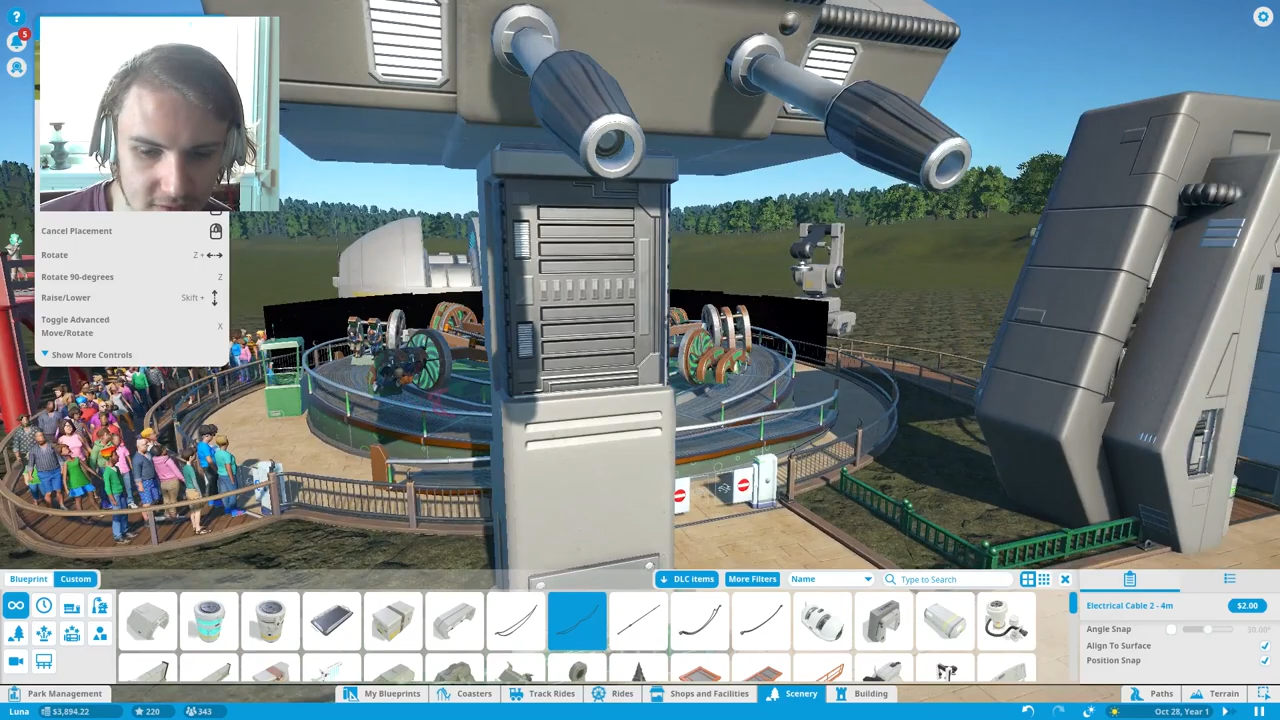 ?
5
Cancel Placement
Rotate Z +
Rotate 90-degrees Z
Raise/Lower Skift +
Toggle Advanced
Move/Rotate X
Show More Controls
Blueprint Custom
DLC items More Filters Name Type to Search
Electrical Cable 2 - 4m $2.00
Angle Snap 30.00°
Align To Surface
Position Snap
Park Management My Blueprints Coasters Track Rides Rides Shops and Facilities Scenery Building Paths Terrain
Luna $3,894.22 220 343 Oct 28, Year 1